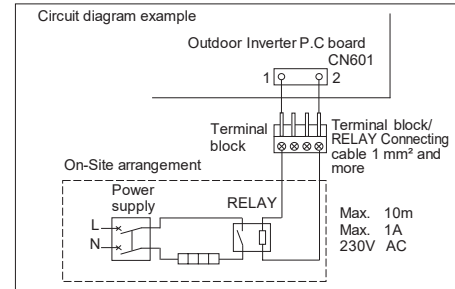 Circuit diagram example
Outdoor Inverter P.C board
CN601
1
2
Terminal
block
Terminal block/
RELAY Connecting
cable 1 mm² and
more
On-Site arrangement
Power
supply
RELAY
L
N
Max. 10m
Max. 1A
230V AC